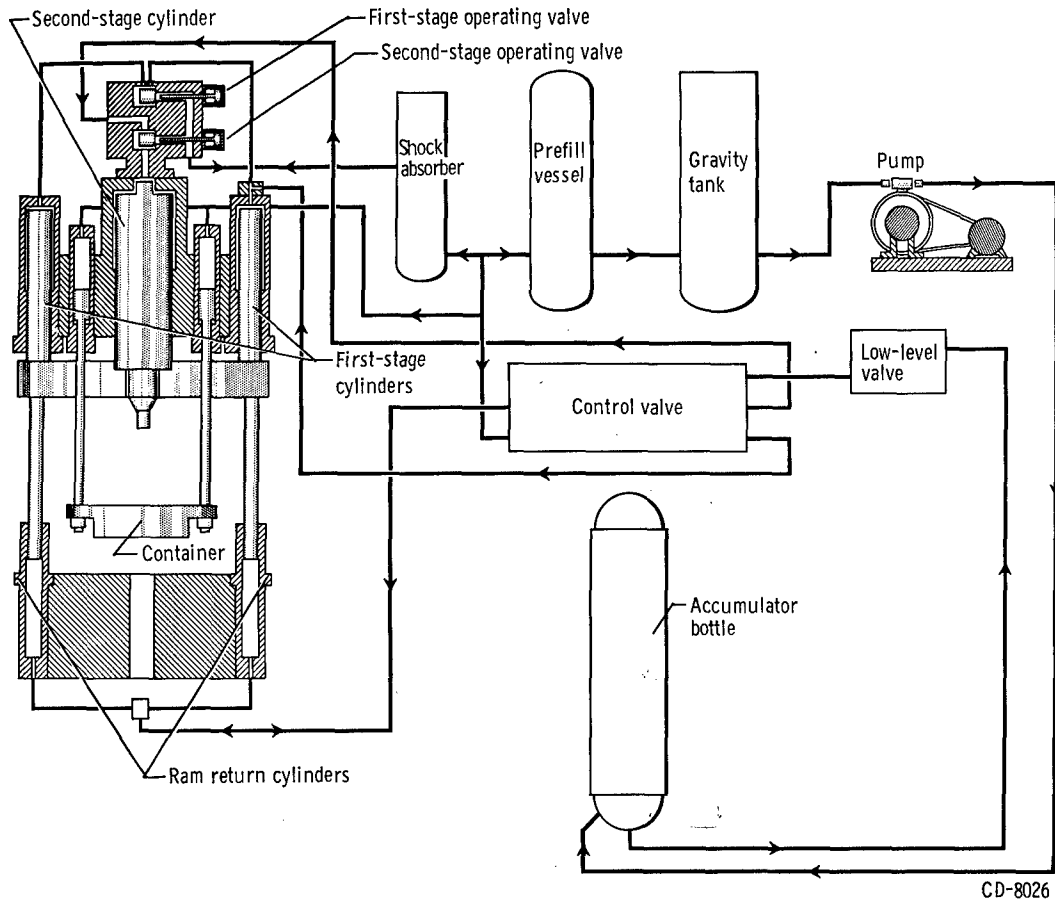 Second-stage cylinder
First-stage operating valve
Second-stage operating valve
Shock
absorber
Prefill
vessel
Gravity
tank
Pump
First-stage
cylinders
Control valve
Low-level
valve
Container
Accumulator
bottle
Ram return cylinders
CD-8026